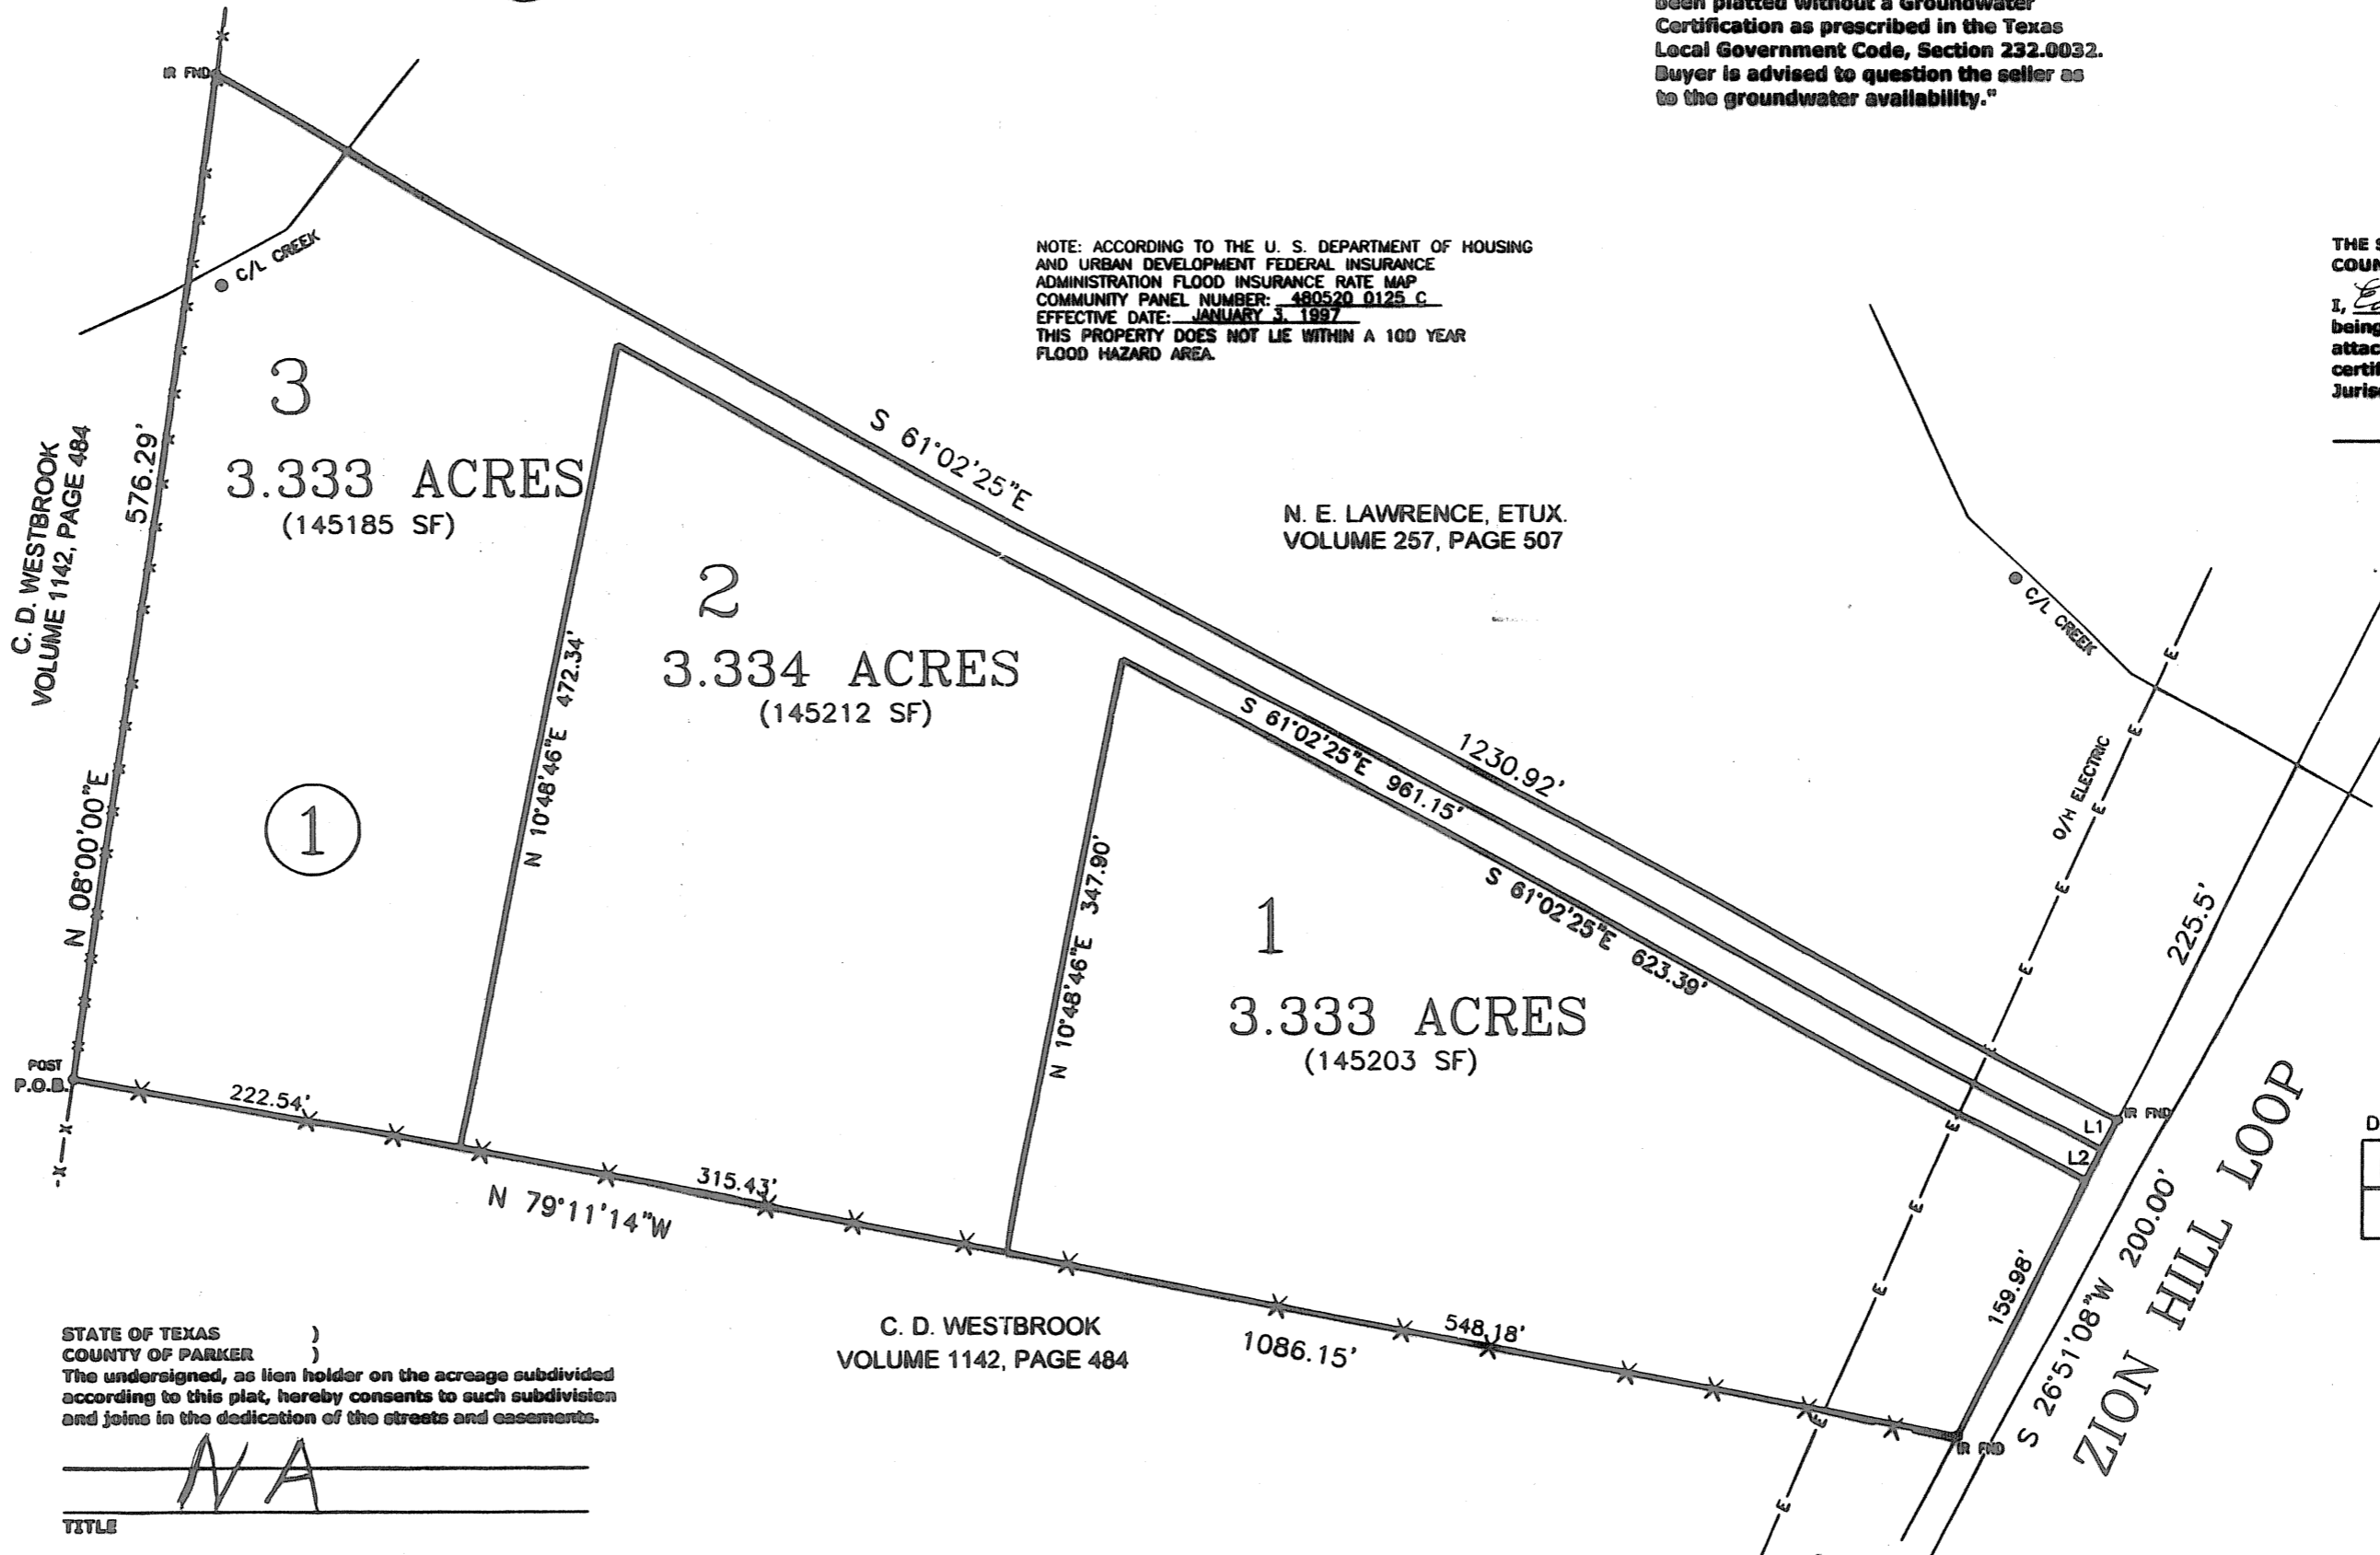 been platted without a Groundwater
Certification as prescribed in the Texas
Local Government Code, Section 232.0032.
Buyer is advised to question the seller as
to the groundwater availability."
IR FND
C/L CREEK
NOTE: ACCORDING TO THE U. S. DEPARTMENT OF HOUSING
AND URBAN DEVELOPMENT FEDERAL INSURANCE
ADMINISTRATION FLOOD INSURANCE RATE MAP
COMMUNITY PANEL NUMBER: 480520 0125 C
EFFECTIVE DATE: JANUARY 3, 1997
THIS PROPERTY DOES NOT LIE WITHIN A 100 YEAR
FLOOD HAZARD AREA.
THE S
COUN
I,
being
attac
certif
Juris
3
3.333 ACRES
(145185 SF)
C. D. WESTBROOK
VOLUME 1142, PAGE 484
576.29'
N 08°00'00"E
1
N 10°48'46"E 472.34'
2
3.334 ACRES
(145212 SF)
S 61°02'25"E
1230.92'
N. E. LAWRENCE, ETUX.
VOLUME 257, PAGE 507
S 61°02'25"E 961.15'
S 61°02'25"E 623.39'
N 10°48'46"E 347.90'
1
3.333 ACRES
(145203 SF)
C/L CREEK
E
E
O/H ELECTRIC
E
E
E
225.5'
IR FND
L1
L2
E
E
E
E
E
159.98'
S 26°51'08"W 200.00'
ZION HILL LOOP
IR FND
D
POST
P.O.B.
-X—X
222.54'
315.43'
N 79°11'14"W
548.18'
1086.15'
C. D. WESTBROOK
VOLUME 1142, PAGE 484
STATE OF TEXAS )
COUNTY OF PARKER )
The undersigned, as lien holder on the acreage subdivided
according to this plat, hereby consents to such subdivision
and joins in the dedication of the streets and easements.
N A
TITLE